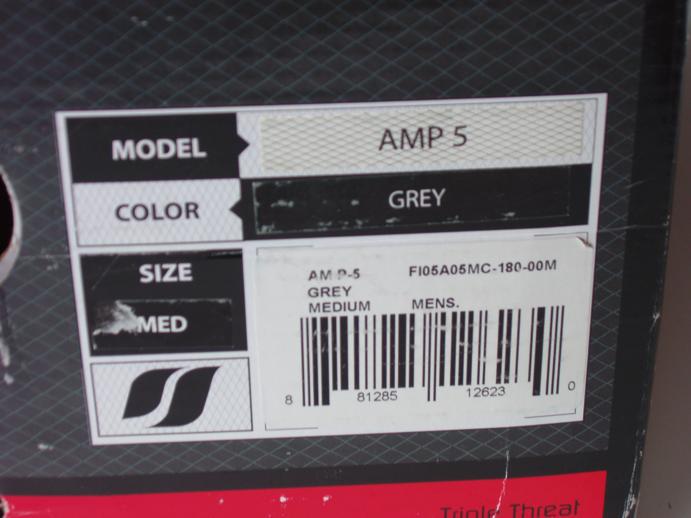 MODEL AMP 5
COLOR GREY
SIZE
MED
AMP-5 FI05A05MC-180-00M
GREY
MEDIUM MENS.
8 81285 12623 0
Triple Threat